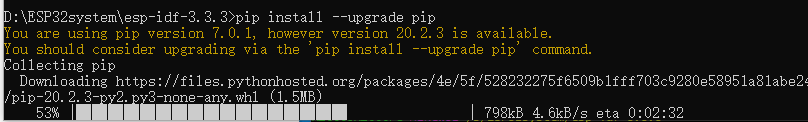 D:\ESP32system\esp-idf-3.3.3>pip install --upgrade pip
You are using pip version 7.0.1, however version 20.2.3 is available.
You should consider upgrading via the 'pip install --upgrade pip' command.
Collecting pip
Downloading https://files.pythonhosted.org/packages/4e/5f/528232275f6509b1fff703c9280e58951a81abe24
/pip-20.2.3-py2.py3-none-any.whl (1.5MB)
53% | | 798kB 4.6kB/s eta 0:02:32